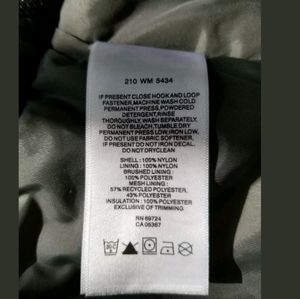 210 WM 5434
IF PRESENT CLOSE HOOK AND LOOP
FASTENER, MACHINE WASH COLD
PERMANENT PRESS, POWDERED
DETERGENT, RINSE
THOROUGHLY, WASH SEPARATELY,
DO NOT BLEACH, TUMBLE DRY
PERMANENT PRESS LOW, IRON LOW,
DO NOT USE FABRIC SOFTENER.
IF PRESENT DO NOT IRON DECAL
DO NOT DRYCLEAN
SHELL : 100% NYLON
LINING : 100% NYLON
BRUSHED LINING :
100% POLYESTER
MESH LINING :
57% RECYCLED POLYESTER,
43% POLYESTER
INSULATION : 100% POLYESTER
EXCLUSIVE OF TRIMMING
RN 69724
CA 05367